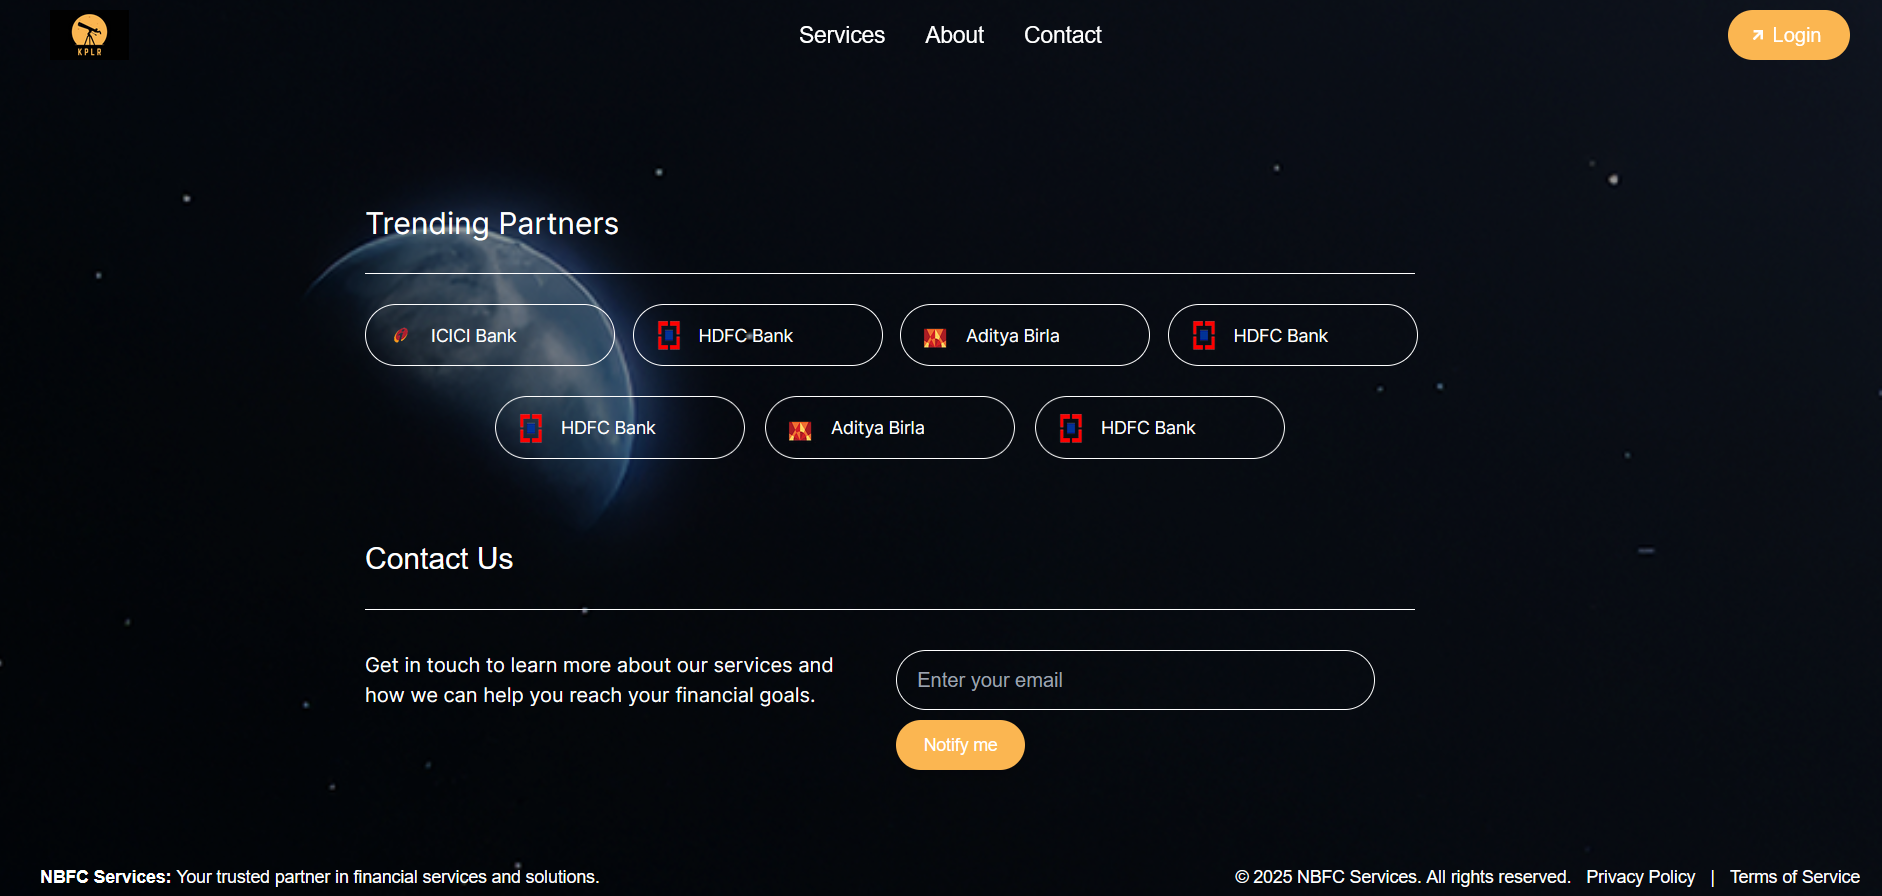 KPLR
Services About Contact
Login
Trending Partners
ICICI Bank HDFC Bank Aditya Birla HDFC Bank
HDFC Bank Aditya Birla HDFC Bank
Contact Us
Get in touch to learn more about our services and
how we can help you reach your financial goals.
Enter your email
Notify me
NBFC Services: Your trusted partner in financial services and solutions.
© 2025 NBFC Services. All rights reserved. Privacy Policy | Terms of Service